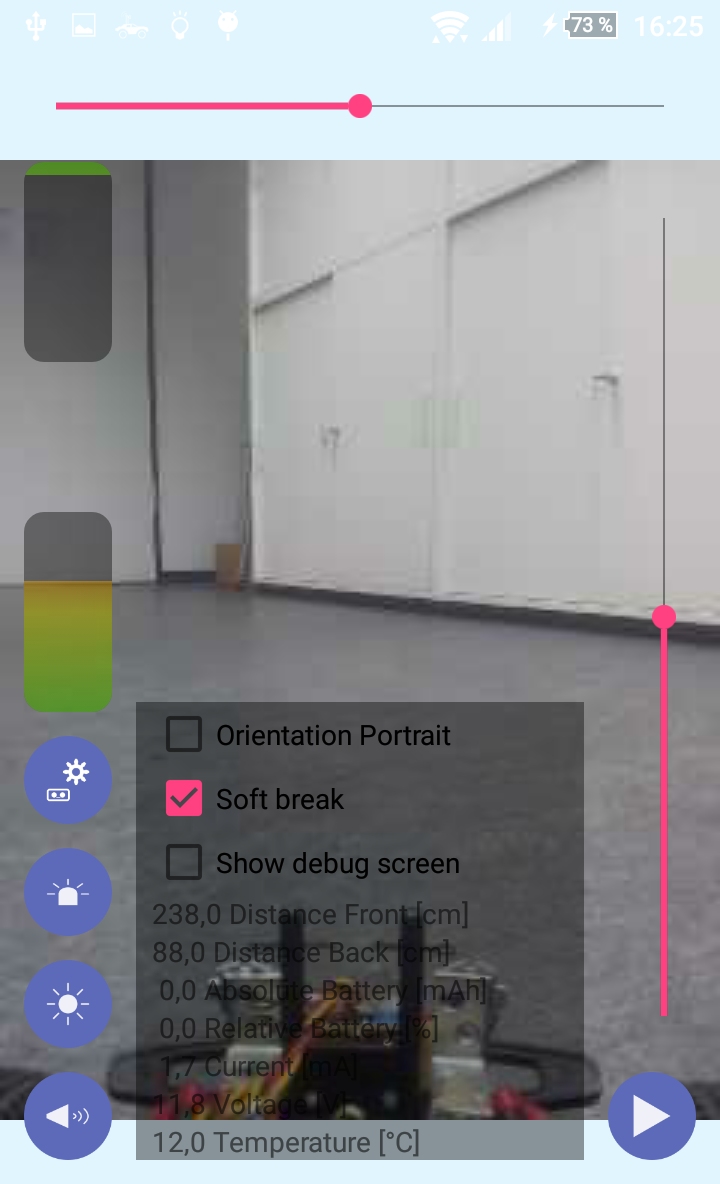 73 %
16:25
Orientation Portrait
Soft break
Show debug screen
238,0 Distance Front [cm]
88,0 Distance Back [cm]
0,0 Absolute Battery [mAh]
0,0 Relative Battery [%]
1,7 Current [mA]
11,8 Voltage [V]
12,0 Temperature [°C]